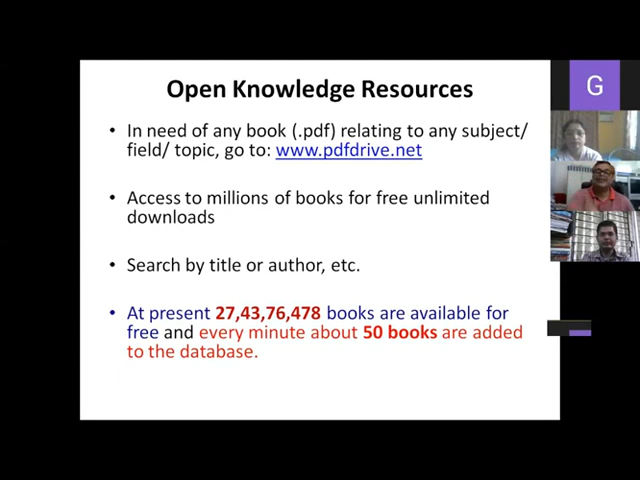 Open Knowledge Resources
• In need of any book (.pdf) relating to any subject/
field/ topic, go to: www.pdfdrive.net
• Access to millions of books for free unlimited
downloads
• Search by title or author, etc.
• At present 27,43,76,478 books are available for
free and every minute about 50 books are added
to the database.
G